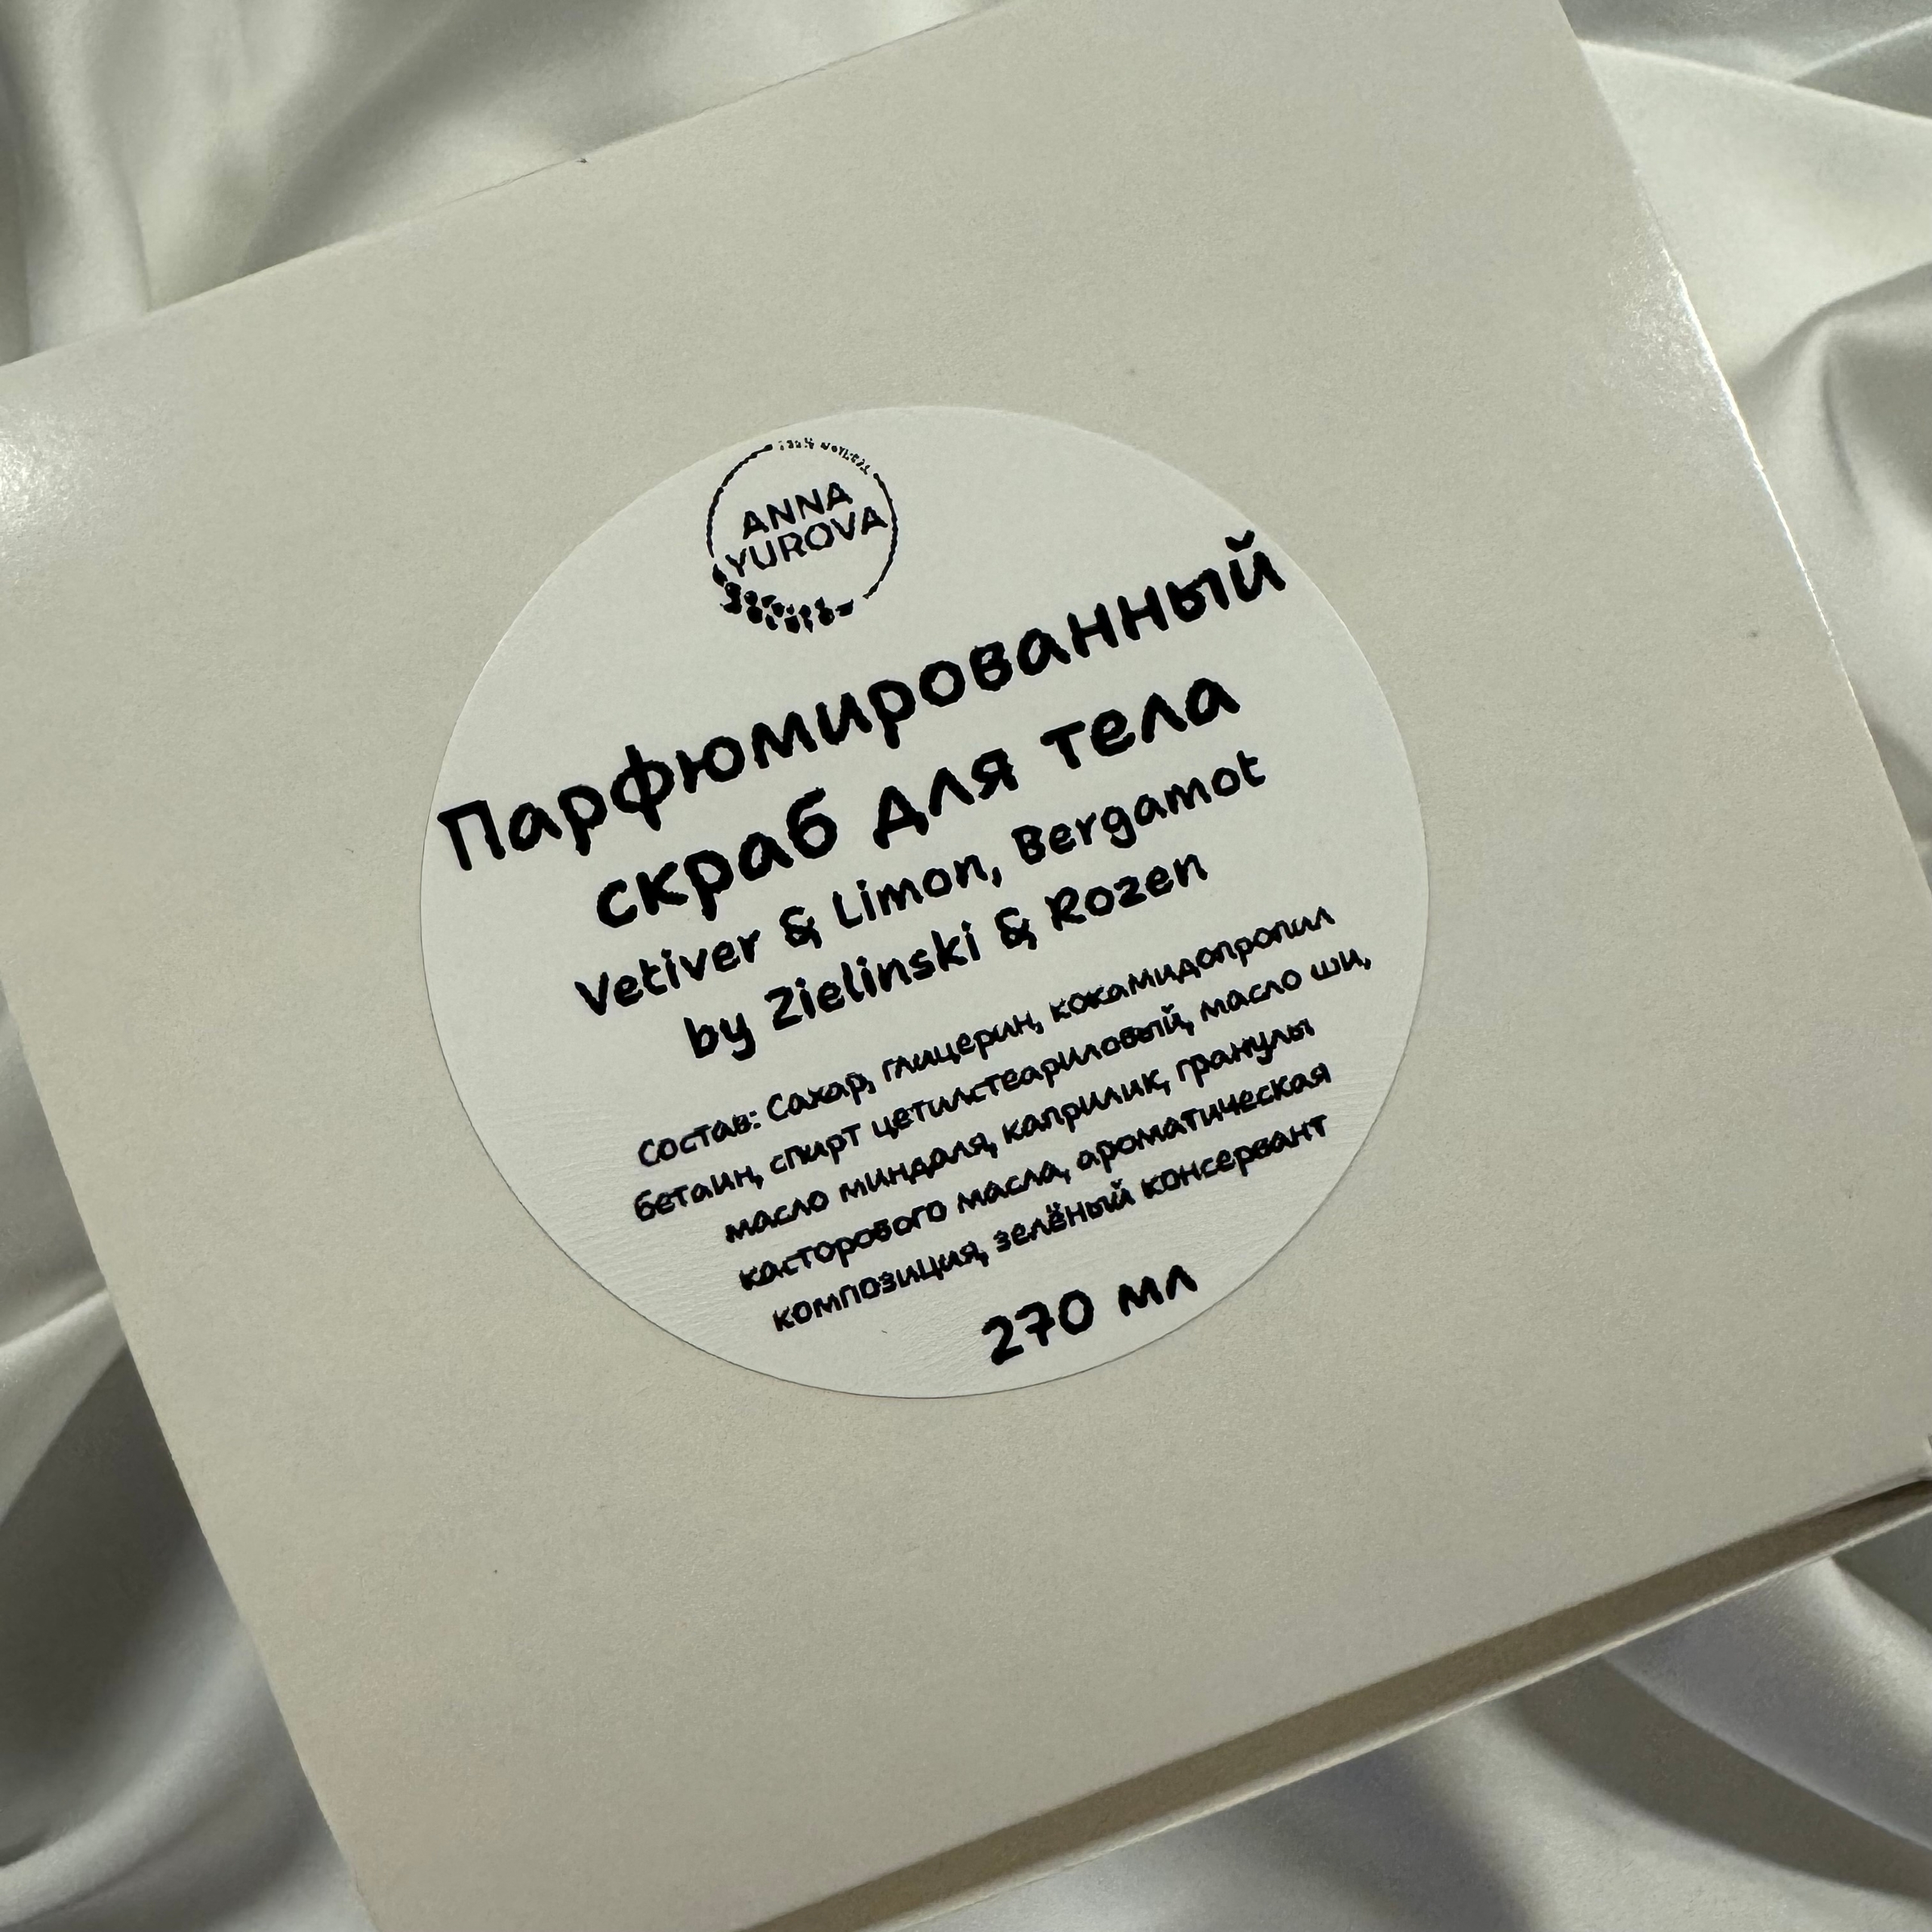 ANNA
YUROVA
Парфюмированный
скраб для тела
Vetiver & Limon, Bergamot
by Zielinski & Rozen
Состав: Сахар, глицерин, кокамидопропил
бетаин, спирт цетилстеариловый, масло ши,
масло миндаля, каприлик, гранулы
касторового масла, ароматическая
композиция, зелёный консервант
270 мл